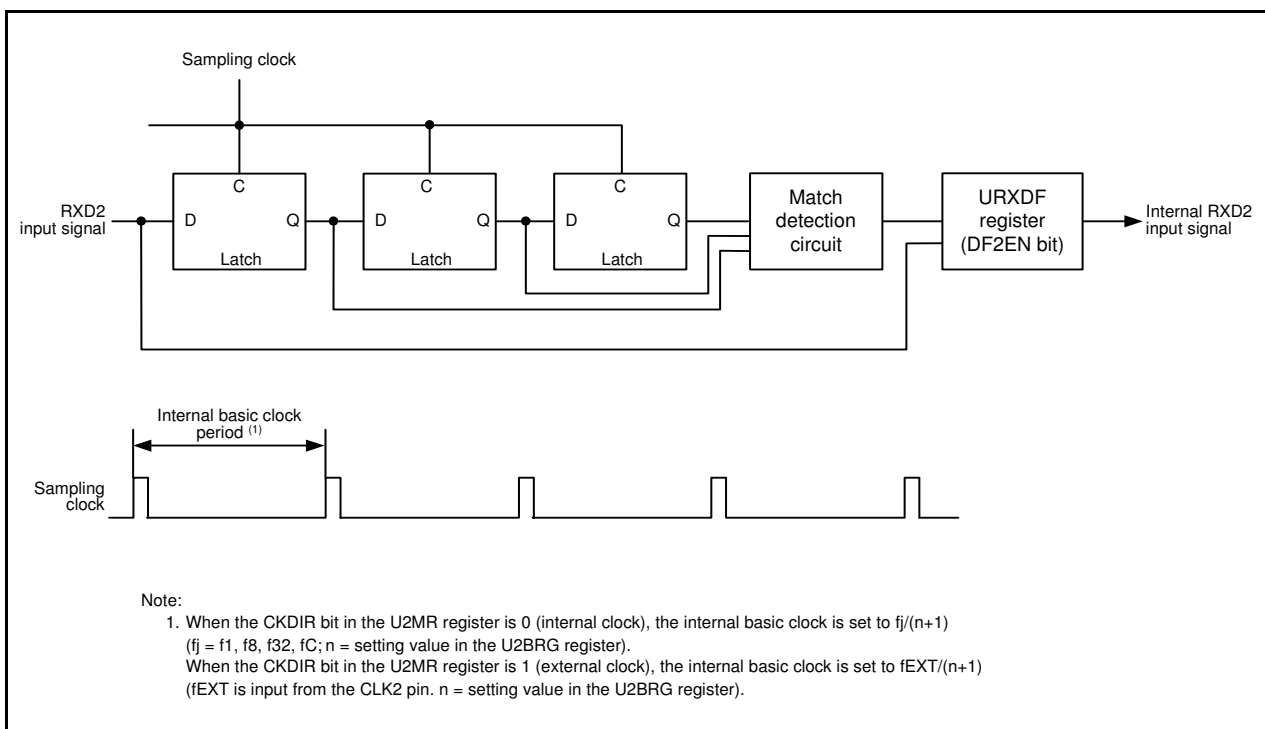 Sampling clock
C
C
C
RXD2
input signal
D
Q
D
Q
D
Q
Latch
Latch
Latch
Match
detection
circuit
URXDF
register
(DF2EN bit)
Internal RXD2
input signal
Internal basic clock
period (1)
Sampling
clock
Note:
1. When the CKDIR bit in the U2MR register is 0 (internal clock), the internal basic clock is set to fj/(n+1)
(fj = f1, f8, f32, fC; n = setting value in the U2BRG register).
When the CKDIR bit in the U2MR register is 1 (external clock), the internal basic clock is set to fEXT/(n+1)
(fEXT is input from the CLK2 pin. n = setting value in the U2BRG register).